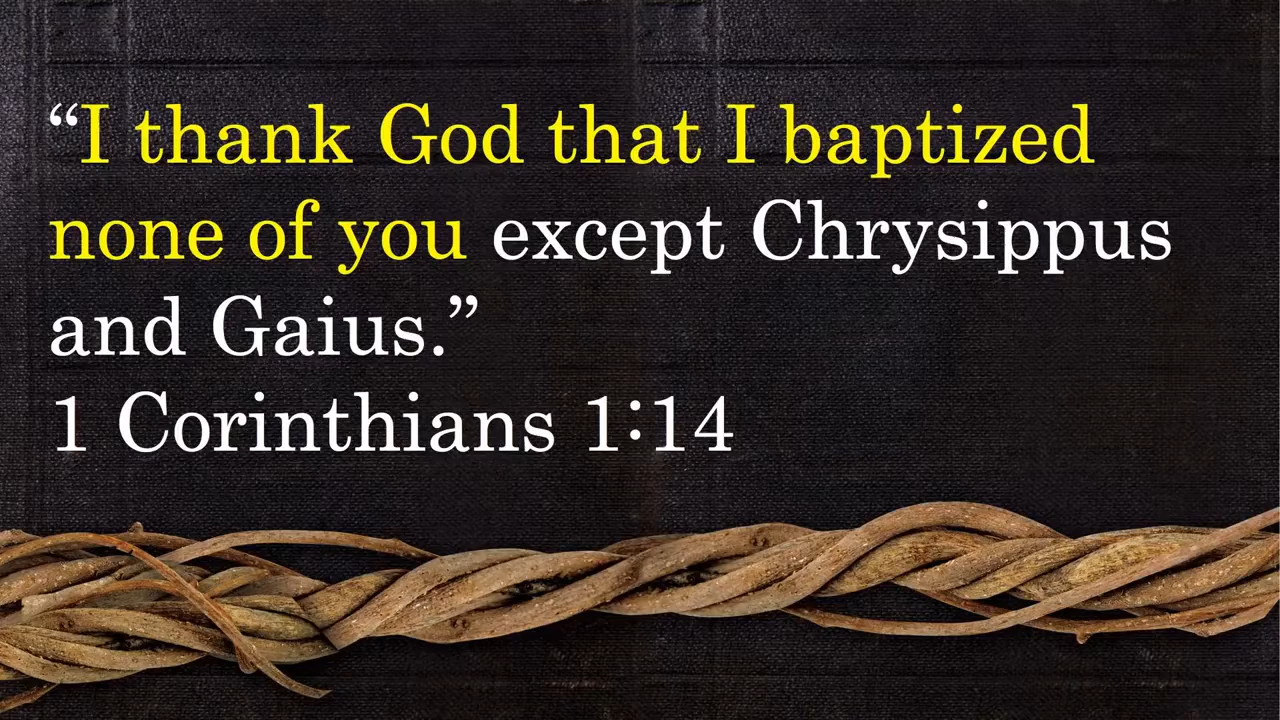 “I thank God that I baptized
none of you except Chrysippus
and Gaius.”
1 Corinthians 1:14